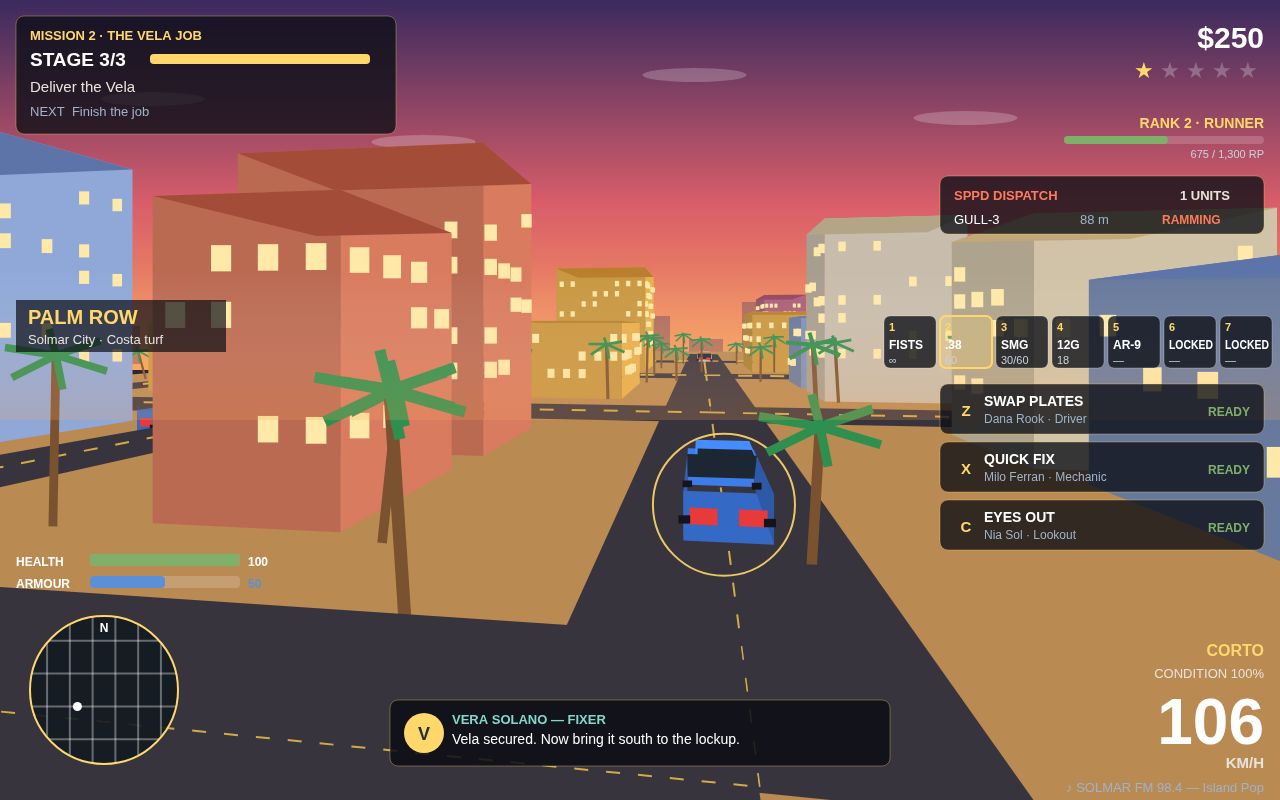 MISSION 2 · THE VELA JOB
STAGE 3/3
Deliver the Vela
NEXT Finish the job
$250
★ ★ ★ ★ ★
RANK 2 · RUNNER
675 / 1,300 RP
SPPD DISPATCH 1 UNITS
GULL-3 88 m RAMMING
PALM ROW
Solmar City · Costa turf
1 2 3 4 5 6 7
FISTS .38 SMG 12G AR-9 LOCKED LOCKED
∞ 60 30/60 18 — — —
Z SWAP PLATES READY
Dana Rook · Driver
X QUICK FIX READY
Milo Ferran · Mechanic
C EYES OUT READY
Nia Sol · Lookout
HEALTH 100
ARMOUR 50
N
V
VERA SOLANO — FIXER
Vela secured. Now bring it south to the lockup.
CORTO
CONDITION 100%
106
KM/H
♪ SOLMAR FM 98.4 — Island Pop